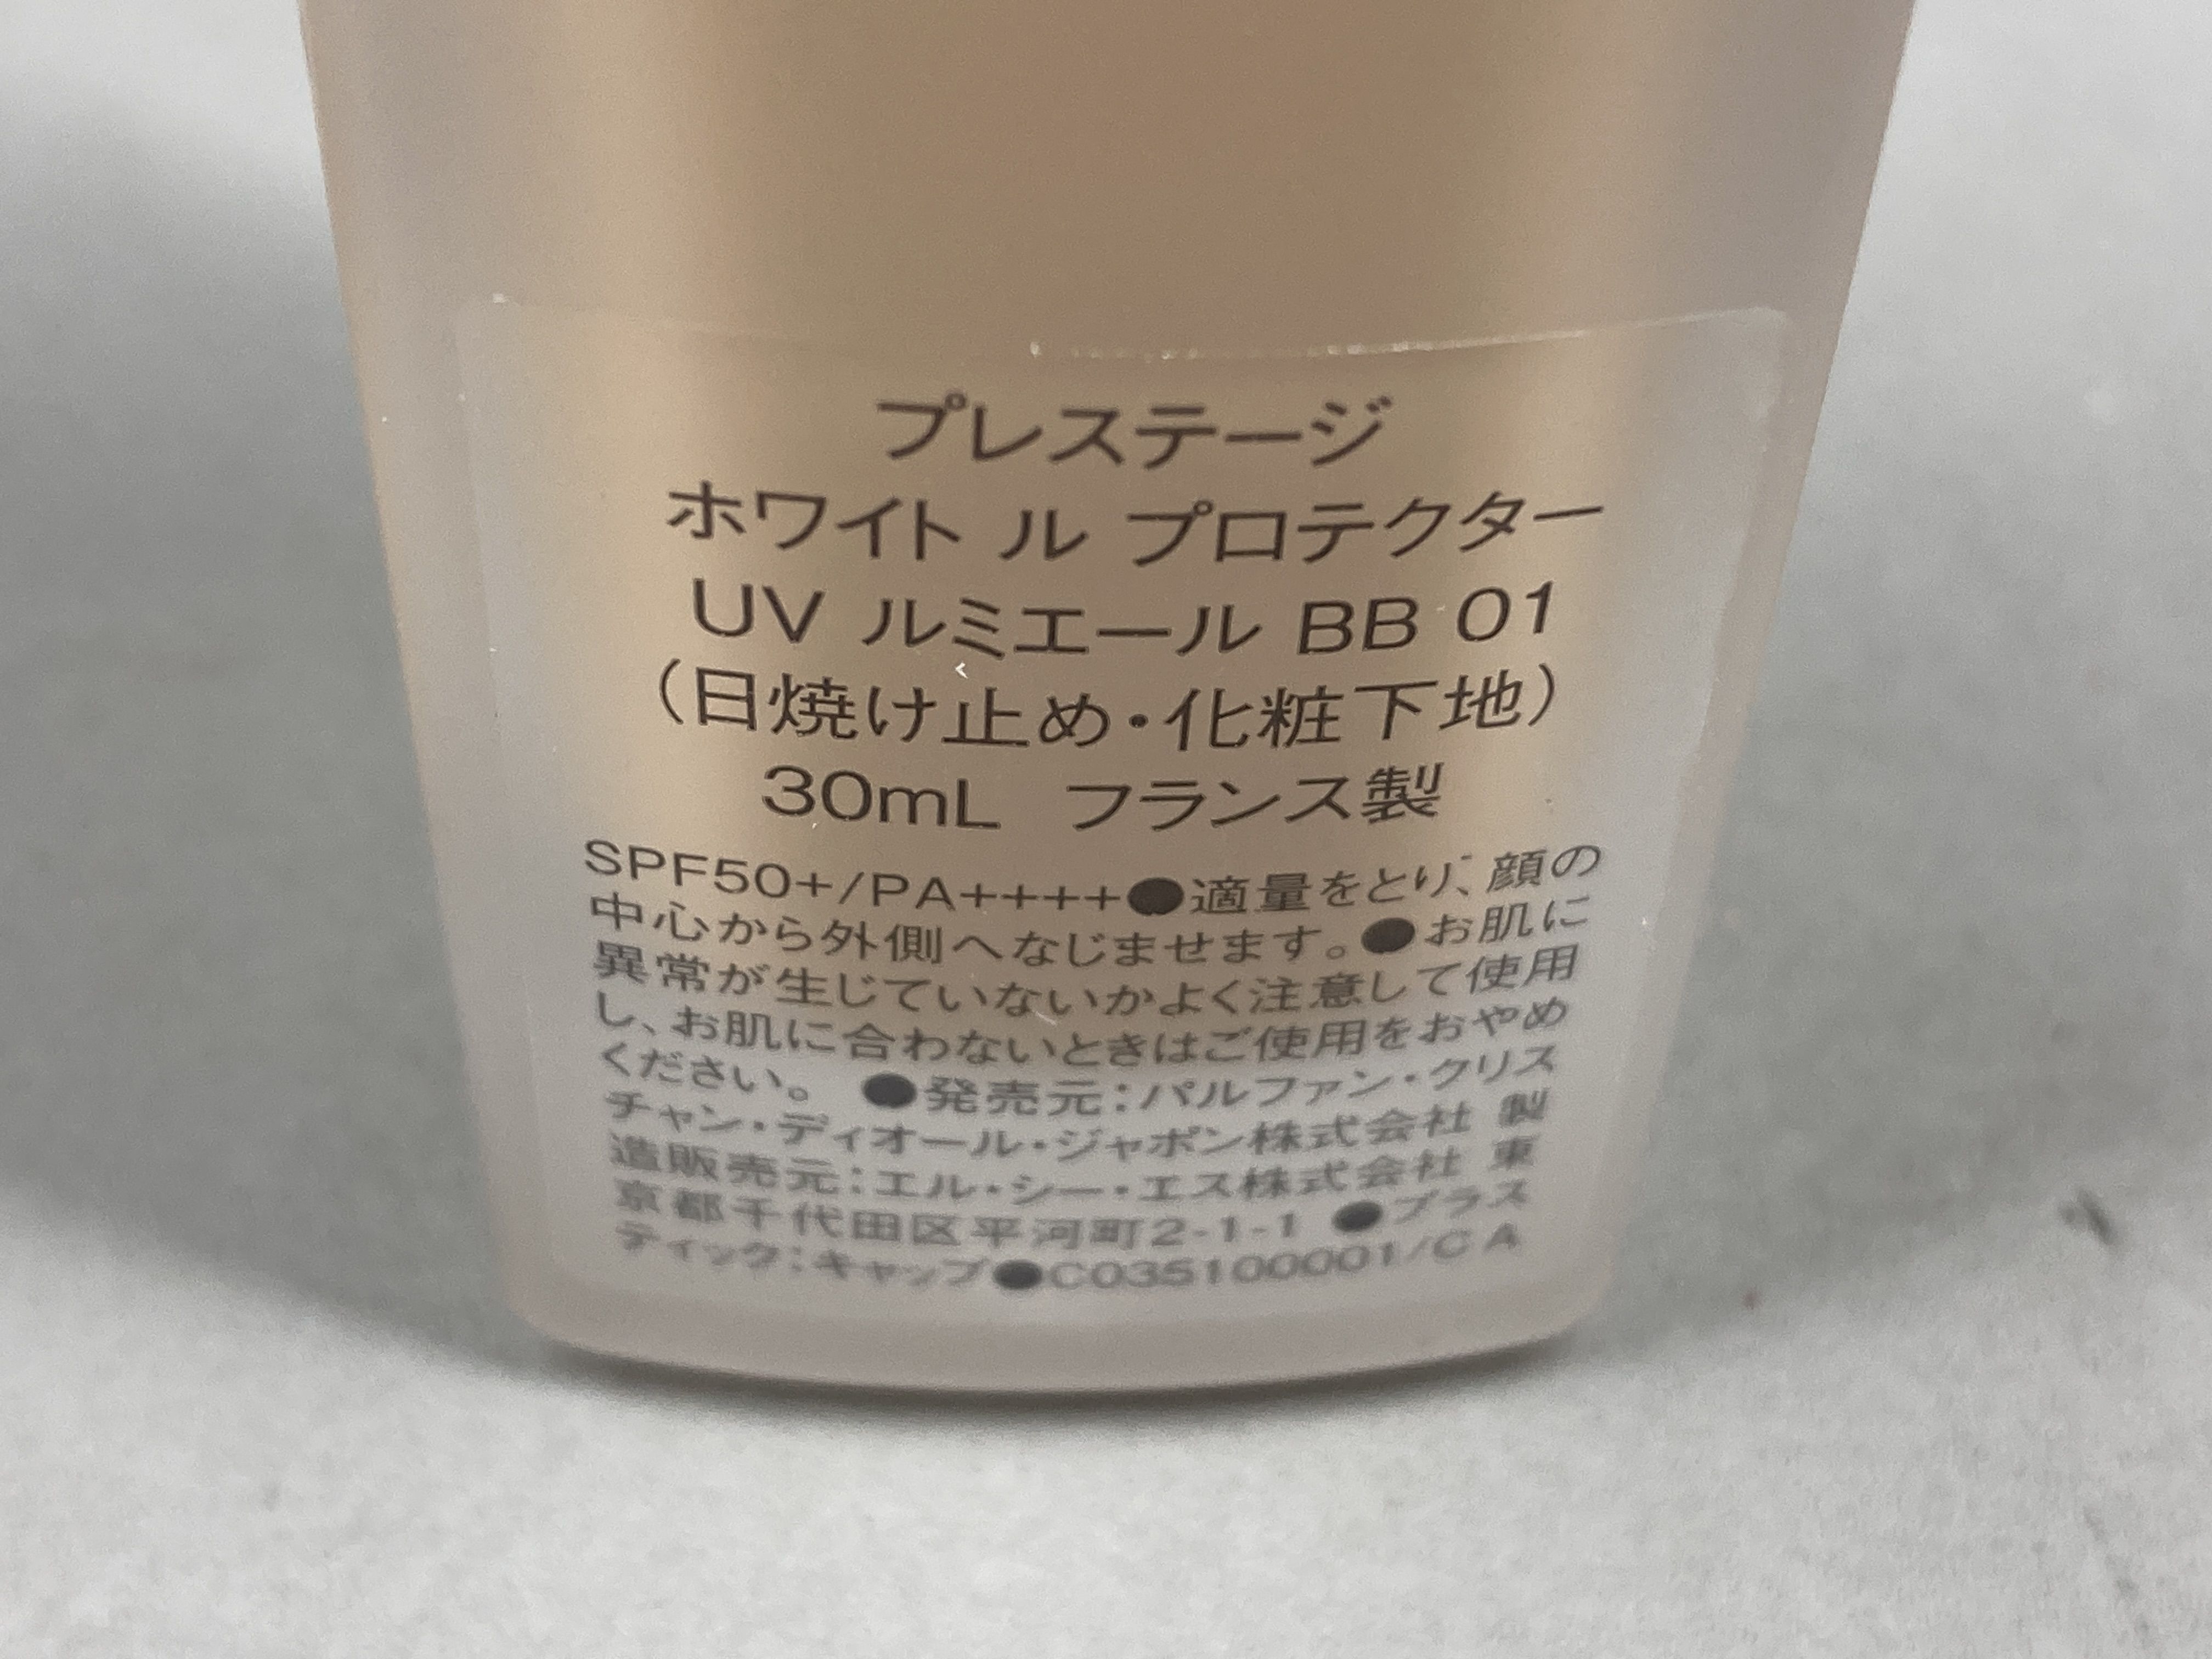 プレステージ
ホワイト ル プロテクター
UV ルミエール BB 01
（日焼け止め・化粧下地）
30mL フランス製
SPF50+/PA++++●適量をとり、顔の
中心から外側へなじませます。●お肌に
異常が生じていないかよく注意して使用
し、お肌に合わないときはご使用をおやめ
ください。 ●発売元：パルファン・クリス
チャン・ディオール・ジャポン株式会社 製
造販売元：エル・シー・エス株式会社 東
京都千代田区平河町2-1-1 ●プラス
ティック：キャップ●C035100001/CA